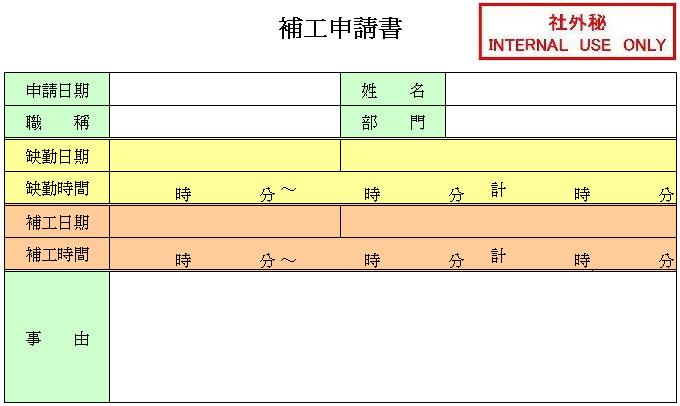 補工申請書
社外秘
INTERNAL USE ONLY
申請日期 姓 名
職 稱 部 門
缺勤日期
缺勤時間 時 分～ 時 分 計 時 分
補工日期
補工時間 時 分～ 時 分 計 時 分
事 由